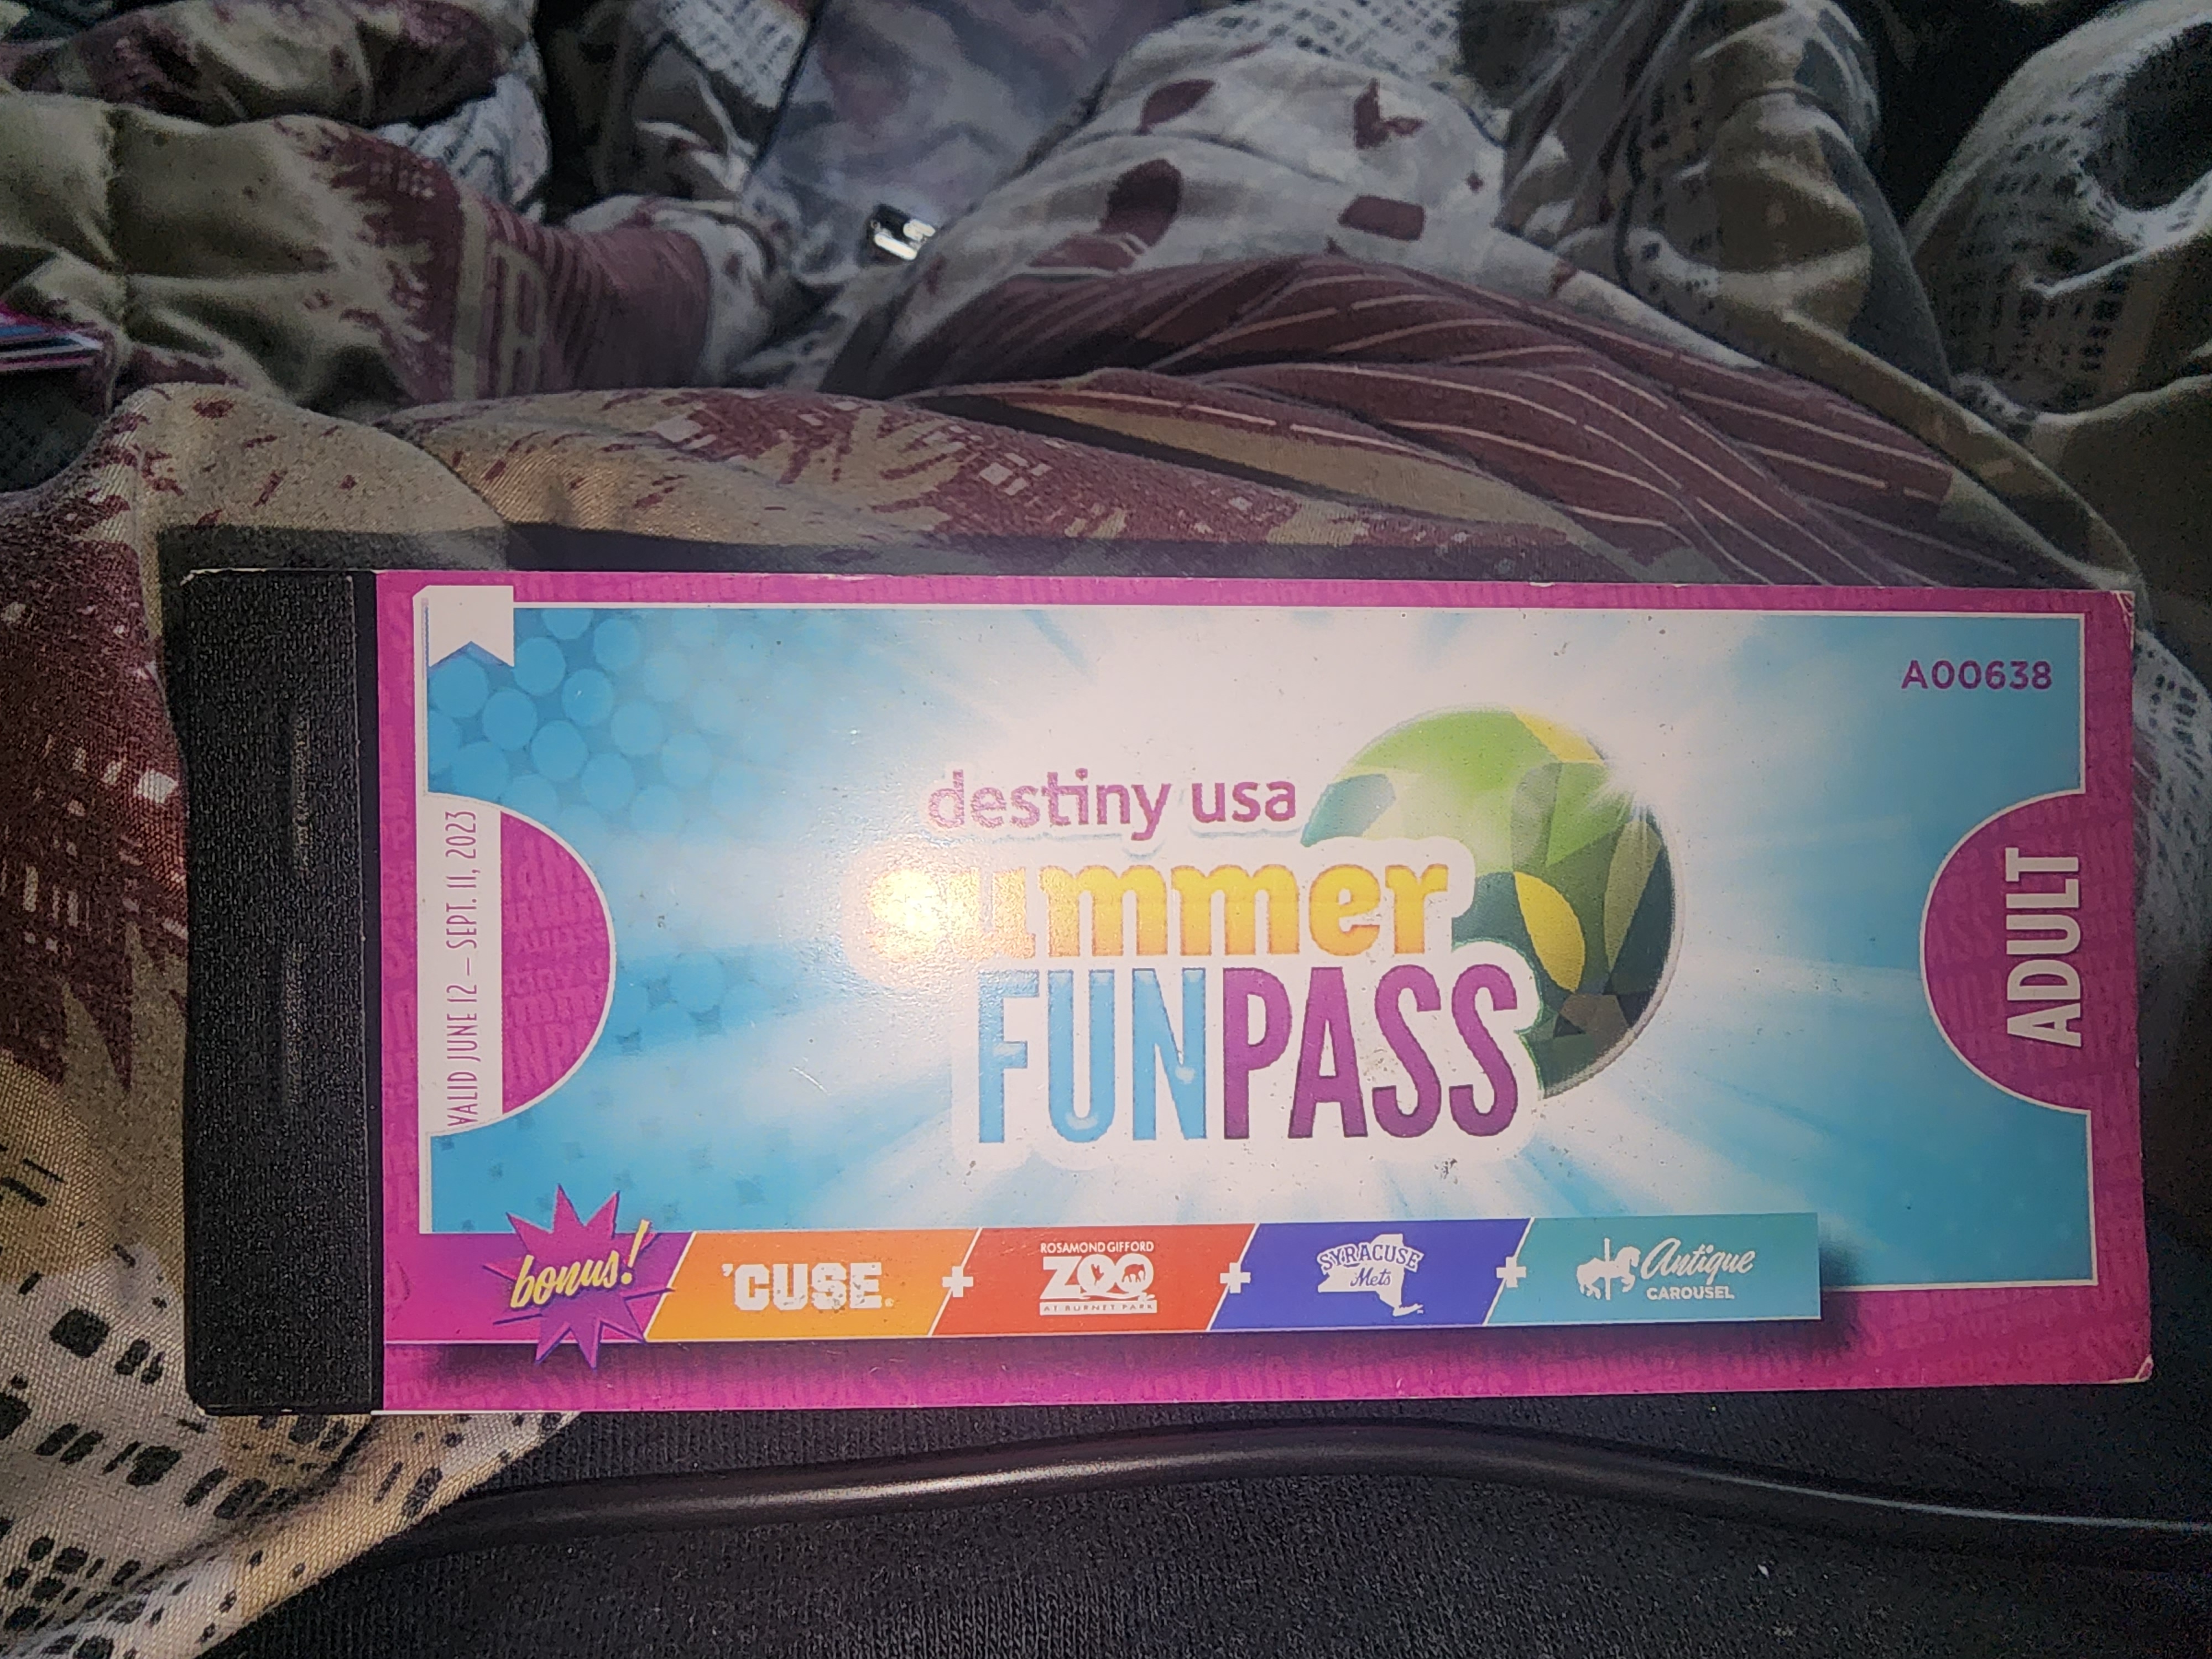 A00638
destiny usa
summer
FUNPASS
VALID JUNE 12 – SEPT. 11, 2023
ADULT
bonus!
'CUSE
+
ROSAMOND GIFFORD
ZOO
AT BURNET PARK
+
SYRACUSE
Mets
+
Antique
CAROUSEL